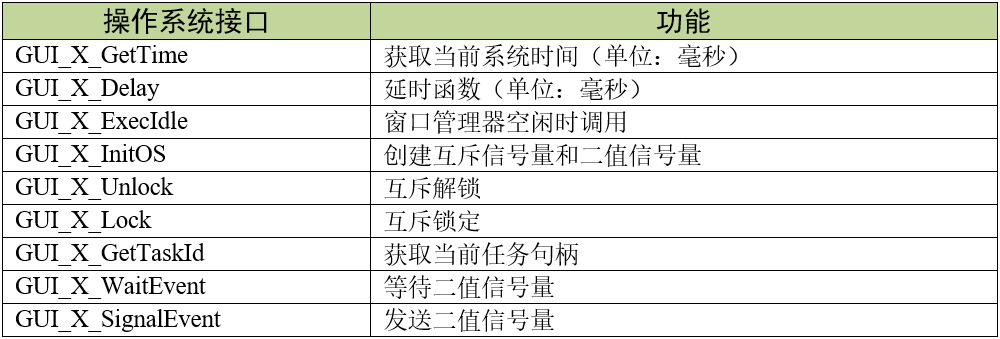 操作系统接口 功能
GUI_X_GetTime 获取当前系统时间（单位：毫秒）
GUI_X_Delay 延时函数（单位：毫秒）
GUI_X_ExecIdle 窗口管理器空闲时调用
GUI_X_InitOS 创建互斥信号量和二值信号量
GUI_X_Unlock 互斥解锁
GUI_X_Lock 互斥锁定
GUI_X_GetTaskId 获取当前任务句柄
GUI_X_WaitEvent 等待二值信号量
GUI_X_SignalEvent 发送二值信号量